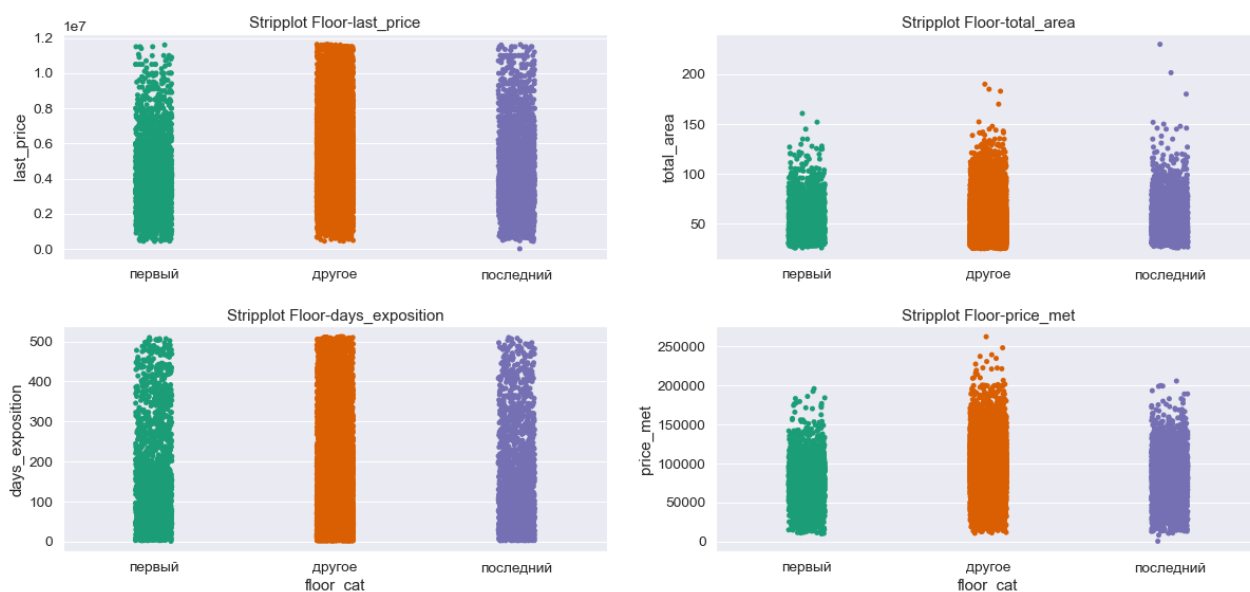 Stripplot Floor-last_price
1e7
1.2
1.0
0.8
0.6
0.4
0.2
0.0
last_price
первый
другое
последний
Stripplot Floor-total_area
200
150
100
50
total_area
первый
другое
последний
Stripplot Floor-days_exposition
500
400
300
200
100
0
days_exposition
первый
другое
последний
floor_cat
Stripplot Floor-price_met
250000
200000
150000
100000
50000
0
price_met
первый
другое
последний
floor_cat